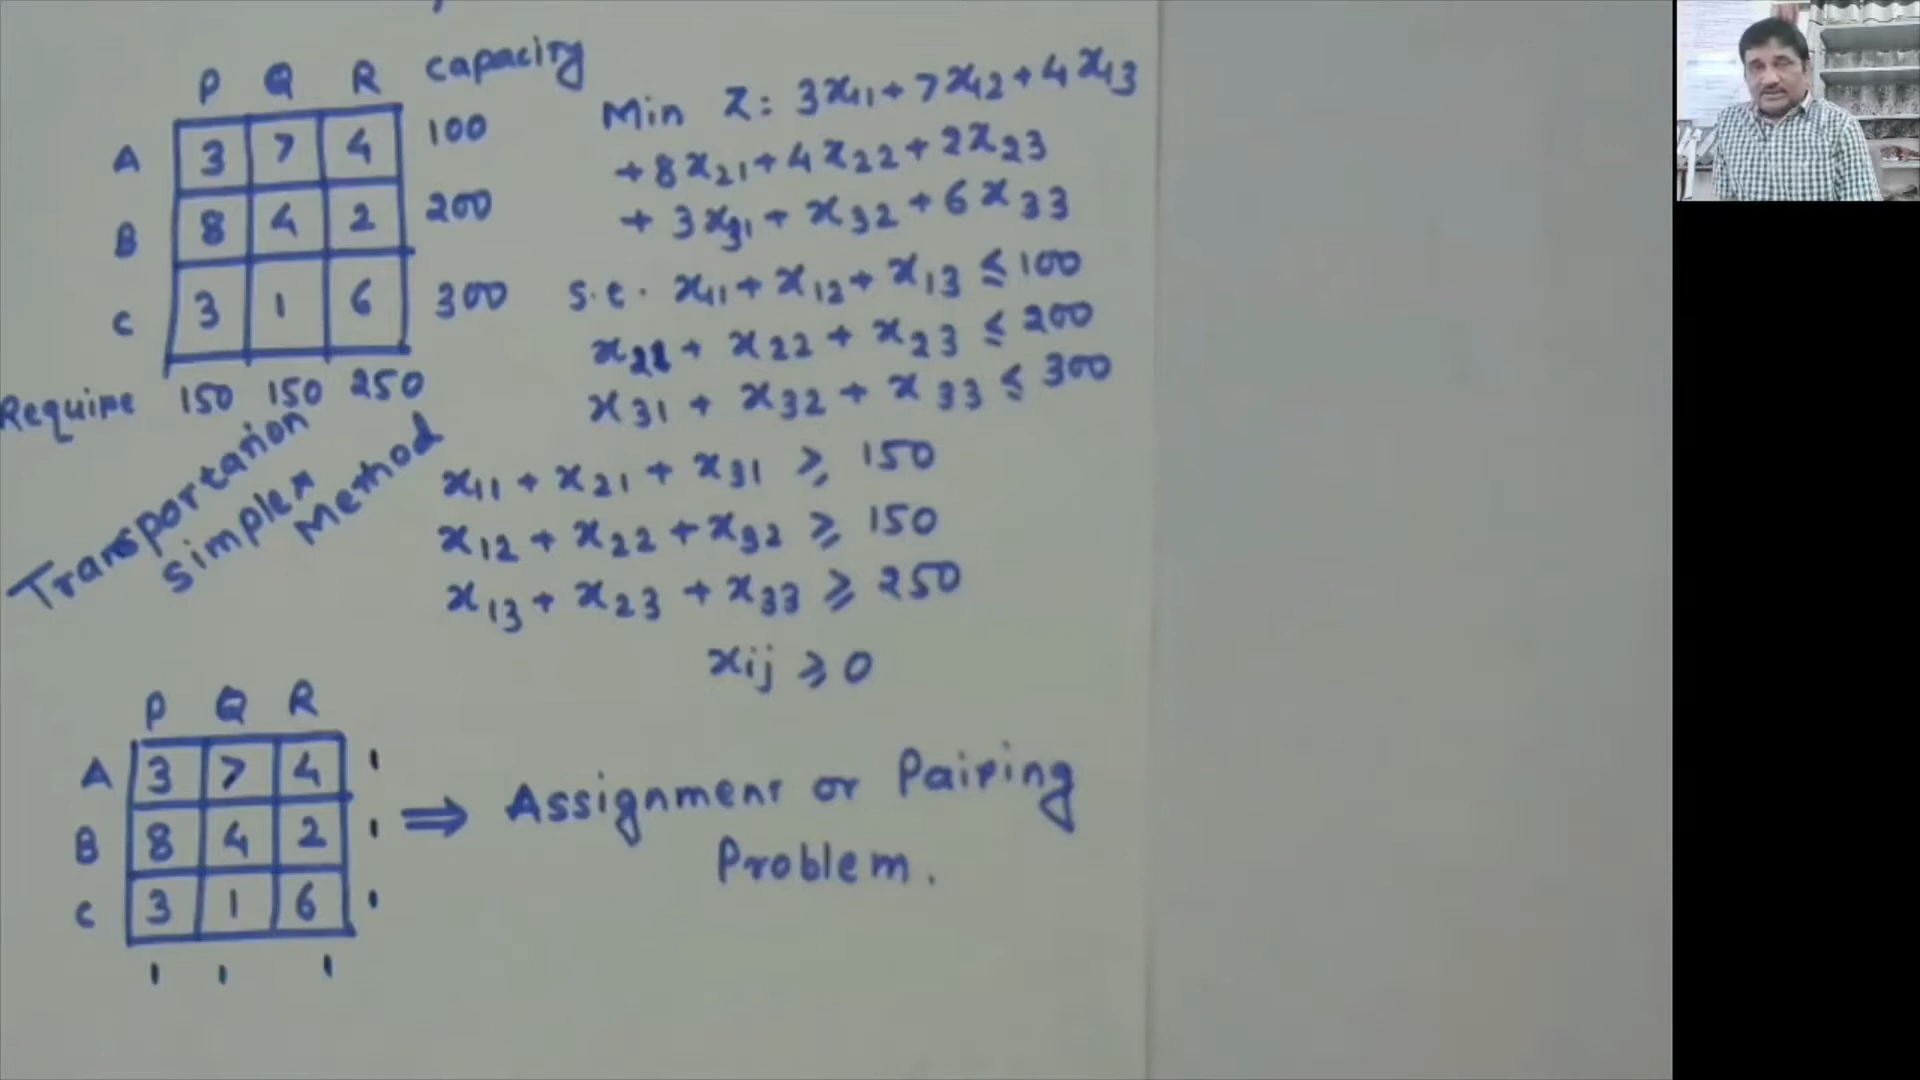 P Q R capacity
A 3 7 4 100
B 8 4 2 200
C 3 1 6 300
Require 150 150 250
Transportation
Simplex
Method
Min Z: 3x11+7x12+4x13
+8x21+4x22+2x23
+3x31+x32+6x33
s.t. x11+x12+x13 ≤100
x21+x22+x23 ≤200
x31+x32+x33 ≤300
x11+x21+x31 ≥ 150
x12+x22+x32 ≥ 150
x13+x23+x33 ≥ 250
xij ≥0
P Q R
A 3 7 4 1
B 8 4 2 1
C 3 1 6 1
1 1 1
⇒ Assignment or Pairing
Problem.